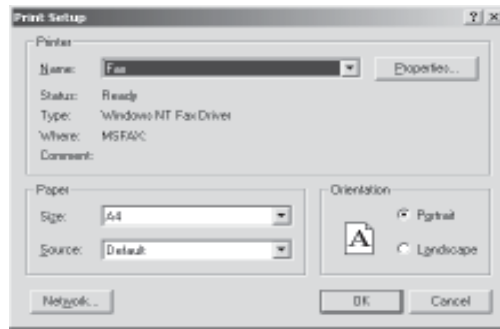 Print Setup
Printer
Name: Fax
Properties...
Status: Ready
Type: Windows NT Fax Driver
Where: MSFAX:
Comment:
Paper
Size: A4
Source: Default
Orientation
A
Portrait
Landscape
Network...
OK
Cancel